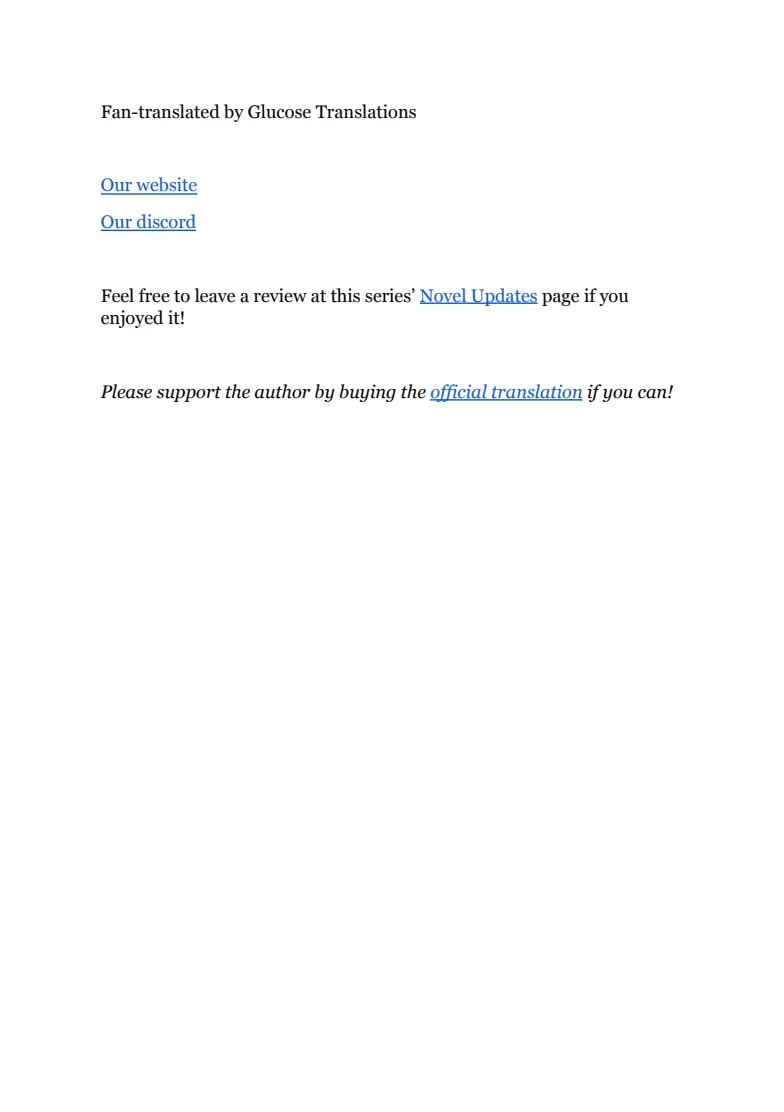 Fan-translated by Glucose Translations
Our website
Our discord
Feel free to leave a review at this series’ Novel Updates page if you
enjoyed it!
Please support the author by buying the official translation if you can!